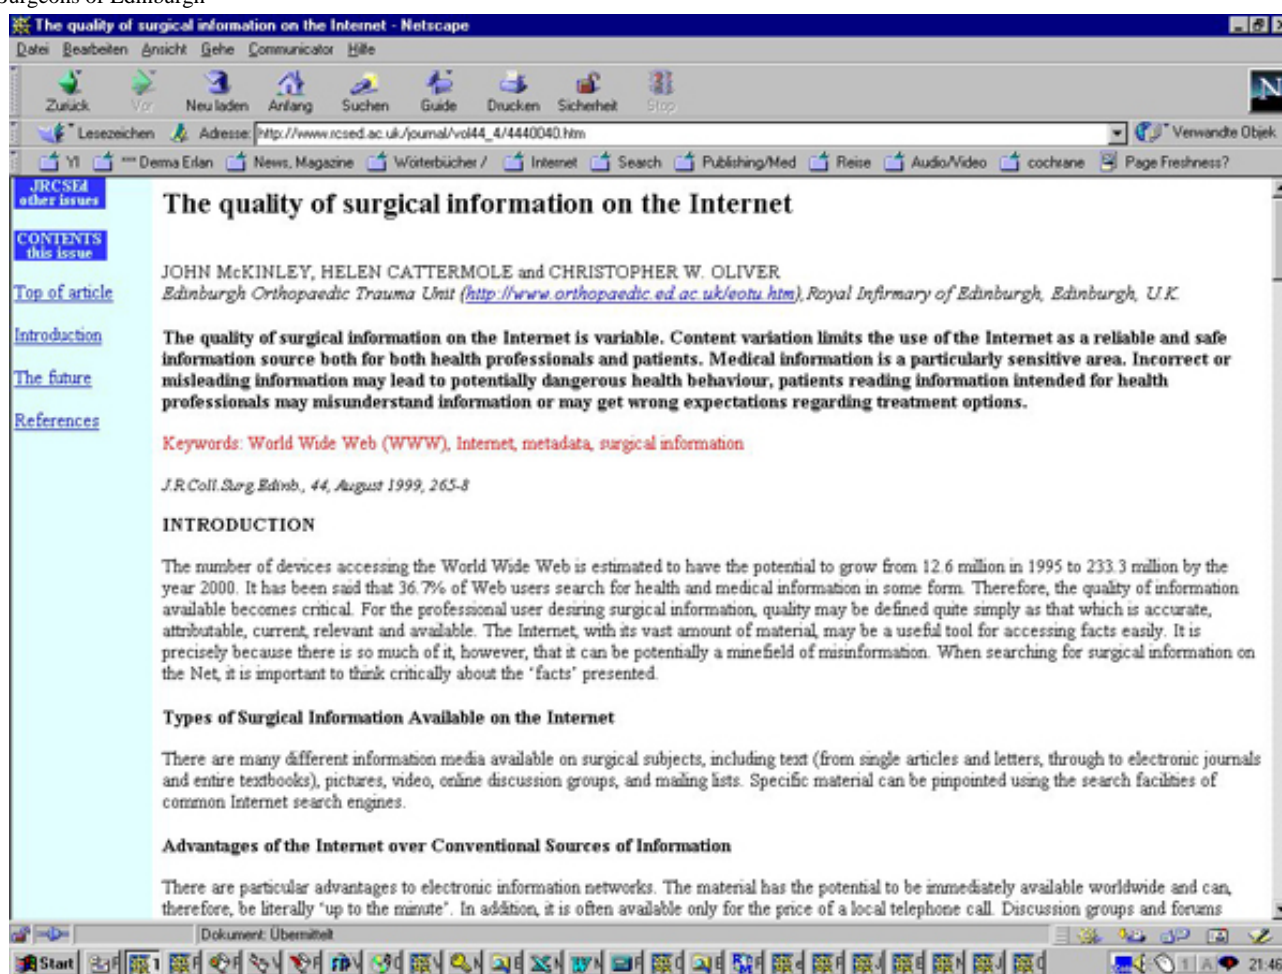 Surgeons of Edinburgh
The quality of surgical information on the Internet - Netscape
Datei Bearbeiten Ansicht Gehe Communicator Hilfe
Zurück Vor Neu laden Anfang Suchen Guide Drucken Sicherheit Stop
Lesezeichen Adresse: http://www.rcsed.ac.uk/journal/vol44_4/4440040.htm Verwandte Objek
YI Derma Erlan News, Magazine Wörterbücher / Internet Search Publishing/Med Reise Audio/Video cochrane Page Freshness?
JRCSEd
other issues
CONTENTS
this issue
Top of article
Introduction
The future
References
The quality of surgical information on the Internet
JOHN McKINLEY, HELEN CATTERMOLE and CHRISTOPHER W. OLIVER
Edinburgh Orthopaedic Trauma Unit (http://www.orthopaedic.ed.ac.uk/eotu.htm), Royal Infirmary of Edinburgh, Edinburgh, U.K.
The quality of surgical information on the Internet is variable. Content variation limits the use of the Internet as a reliable and safe
information source both for both health professionals and patients. Medical information is a particularly sensitive area. Incorrect or
misleading information may lead to potentially dangerous health behaviour, patients reading information intended for health
professionals may misunderstand information or may get wrong expectations regarding treatment options.
Keywords: World Wide Web (WWW), Internet, metadata, surgical information
J.R.Coll.Surg.Edinb., 44, August 1999, 265-8
INTRODUCTION
The number of devices accessing the World Wide Web is estimated to have the potential to grow from 12.6 million in 1995 to 233.3 million by the
year 2000. It has been said that 36.7% of Web users search for health and medical information in some form. Therefore, the quality of information
available becomes critical. For the professional user desiring surgical information, quality may be defined quite simply as that which is accurate,
attributable, current, relevant and available. The Internet, with its vast amount of material, may be a useful tool for accessing facts easily. It is
precisely because there is so much of it, however, that it can be potentially a minefield of misinformation. When searching for surgical information on
the Net, it is important to think critically about the 'facts' presented.
Types of Surgical Information Available on the Internet
There are many different information media available on surgical subjects, including text (from single articles and letters, through to electronic journals
and entire textbooks), pictures, video, online discussion groups, and mailing lists. Specific material can be pinpointed using the search facilities of
common Internet search engines.
Advantages of the Internet over Conventional Sources of Information
There are particular advantages to electronic information networks. The material has the potential to be immediately available worldwide and can,
therefore, be literally 'up to the minute'. In addition, it is often available only for the price of a local telephone call. Discussion groups and forums
Dokument: Übermittelt
Start 21:46